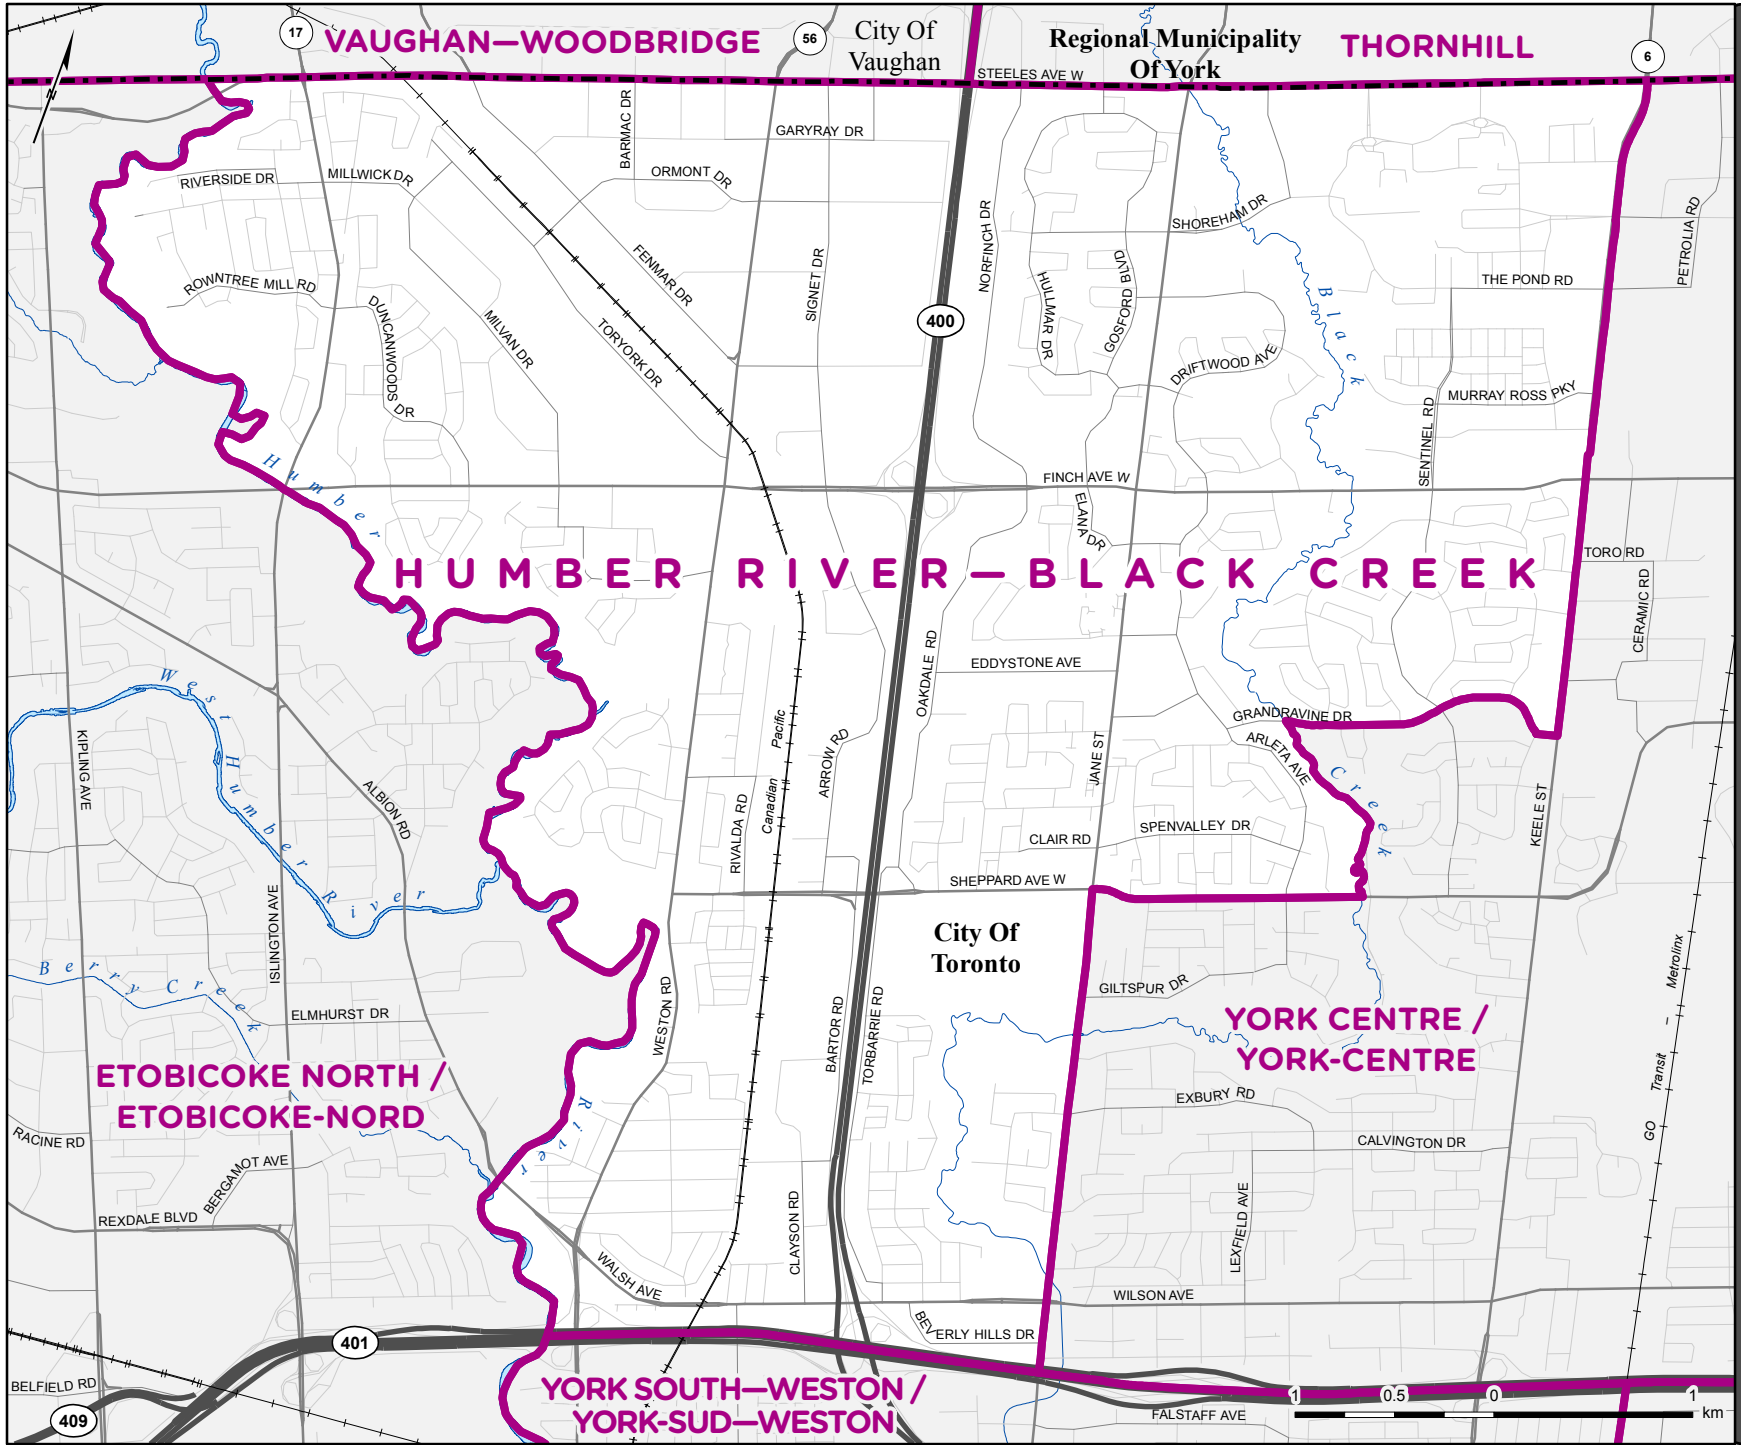 17
VAUGHAN—WOODBRIDGE
56
City Of
Vaughan
Regional Municipality
Of York
THORNHILL
6
N
STEELES AVE W
BARMAC DR
GARYRAY DR
RIVERSIDE DR
MILLWICK DR
ORMONT DR
NORFINCH DR
SHOREHAM DR
PETROLIA RD
ROWNTREE MILL RD
FENMAR DR
SIGNET DR
HULLMAR DR
GOSFORD BLVD
THE POND RD
DUNCANWOODS DR
MILVAN DR
TORYORK DR
400
Black
DRIFTWOOD AVE
MURRAY ROSS PKY
SENTINEL RD
Humber
FINCH AVE W
ELANA DR
HUMBER RIVER—BLACK CREEK
TORO RD
CERAMIC RD
OAKDALE RD
EDDYSTONE AVE
West Humber River
GRANDRAVINE DR
ARLETA AVE
KIPLING AVE
ALBION RD
Canadian Pacific
ARROW RD
JANE ST
Creek
RIVALDA RD
CLAIR RD
SPENVALLEY DR
KEELE ST
SHEPPARD AVE W
ISLINGTON AVE
City Of
Toronto
Berry Creek
ELMHURST DR
WESTON RD
BARTOR RD
TORBARRIE RD
GILTSPUR DR
GO Transit – Metrolinx
YORK CENTRE /
YORK-CENTRE
ETOBICOKE NORTH /
ETOBICOKE-NORD
River
EXBURY RD
RACINE RD
CALVINGTON DR
BERGAMOT AVE
REXDALE BLVD
CLAYSON RD
LEXFIELD AVE
WALSH AVE
WILSON AVE
BEVERLY HILLS DR
401
BELFIELD RD
409
YORK SOUTH—WESTON /
YORK-SUD—WESTON
FALSTAFF AVE
1 0.5 0 1
km